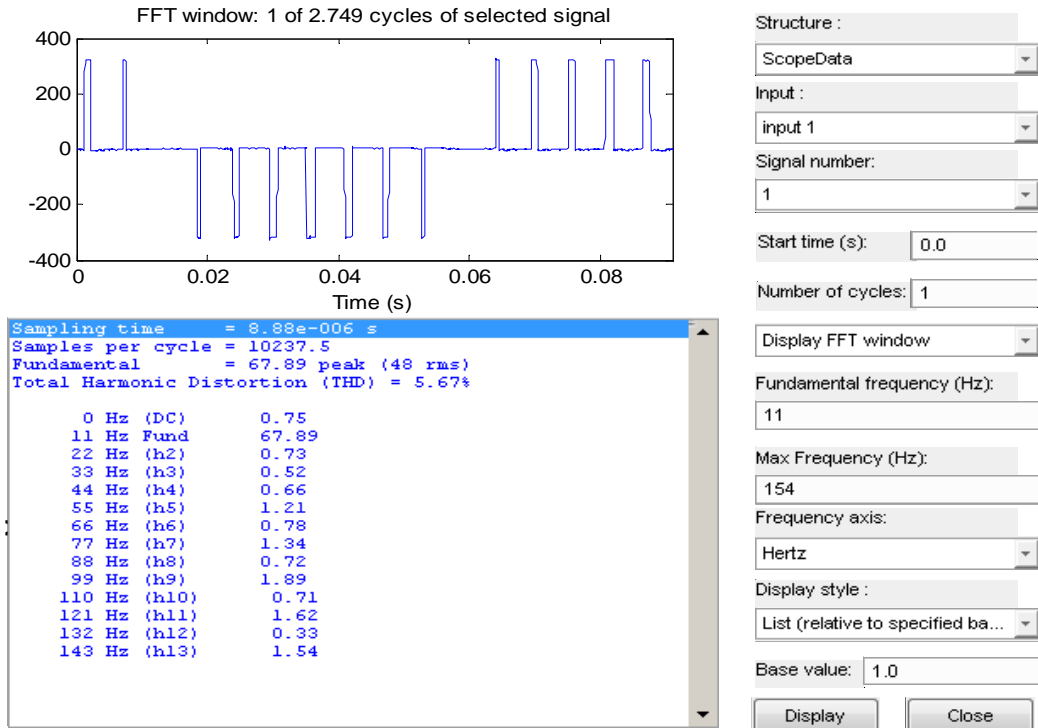 FFT window: 1 of 2.749 cycles of selected signal
400
200
0
-200
-400
0
0.02
0.04
0.06
0.08
Time (s)
Sampling time = 8.88e-006 s
Samples per cycle = 10237.5
Fundamental = 67.89 peak (48 rms)
Total Harmonic Distortion (THD) = 5.67%
0 Hz (DC) 0.75
11 Hz Fund 67.89
22 Hz (h2) 0.73
33 Hz (h3) 0.52
44 Hz (h4) 0.66
55 Hz (h5) 1.21
66 Hz (h6) 0.78
77 Hz (h7) 1.34
88 Hz (h8) 0.72
99 Hz (h9) 1.89
110 Hz (h10) 0.71
121 Hz (h11) 1.62
132 Hz (h12) 0.33
143 Hz (h13) 1.54
Structure :
ScopeData
Input :
input 1
Signal number:
1
Start time (s): 0.0
Number of cycles: 1
Display FFT window
Fundamental frequency (Hz):
11
Max Frequency (Hz):
154
Frequency axis:
Hertz
Display style :
List (relative to specified ba...
Base value: 1.0
Display Close